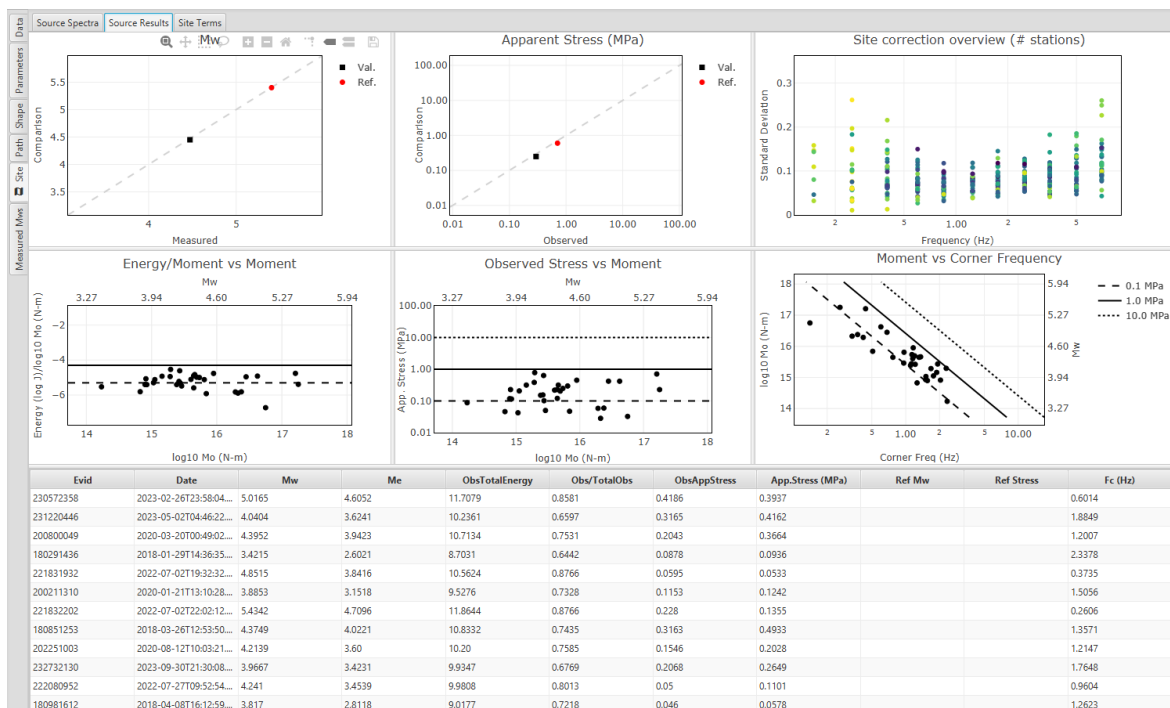 Data
Parameters
Shape
Path
Site
Measured Mws
Source Spectra Source Results Site Terms
Mw
5.5
5
4.5
4
3.5
Comparison
4 5
Measured
Val.
Ref.
Apparent Stress (MPa)
100.00
10.00
1.00
0.10
0.01
Comparison
0.01 0.10 1.00 10.00 100.00
Observed
Val.
Ref.
Site correction overview (# stations)
0.3
0.2
0.1
0
Standard Deviation
2 5 1.00 2 5
Frequency (Hz)
Energy/Moment vs Moment
Mw
3.27 3.94 4.60 5.27 5.94
−2
−4
−6
Energy (log J)/log10 Mo (N-m)
14 15 16 17 18
log10 Mo (N-m)
Observed Stress vs Moment
Mw
3.27 3.94 4.60 5.27 5.94
100.00
10.00
1.00
0.10
0.01
App. Stress (MPa)
14 15 16 17 18
log10 Mo (N-m)
Moment vs Corner Frequency
18
17
16
15
14
log10 Mo (N-m)
5.94
5.27
4.60
3.94
3.27
Mw
2 5 1.00 2 5 10.00
Corner Freq (Hz)
0.1 MPa
1.0 MPa
10.0 MPa
Evid Date Mw Me ObsTotalEnergy Obs/TotalObs ObsAppStress App.Stress (MPa) Ref Mw Ref Stress Fc (Hz)
230572358 2023-02-26T23:58:04.... 5.0165 4.6052 11.7079 0.8581 0.4186 0.3937 0.6014
231220446 2023-05-02T04:46:22.... 4.0404 3.6241 10.2361 0.6597 0.3165 0.4162 1.8849
200800049 2020-03-20T00:49:02.... 4.3952 3.9423 10.7134 0.7531 0.2043 0.3664 1.2007
180291436 2018-01-29T14:36:35.... 3.4215 2.6021 8.7031 0.6442 0.0878 0.0936 2.3378
221831932 2022-07-02T19:32:32.... 4.8515 3.8416 10.5624 0.8766 0.0595 0.0533 0.3735
200211310 2020-01-21T13:10:28.... 3.8853 3.1518 9.5276 0.7328 0.1153 0.1242 1.5056
221832202 2022-07-02T22:02:12.... 5.4342 4.7096 11.8644 0.8766 0.228 0.1355 0.2606
180851253 2018-03-26T12:53:50.... 4.3749 4.0221 10.8332 0.7435 0.3163 0.4933 1.3571
202251003 2020-08-12T10:03:21.... 4.2139 3.60 10.20 0.7585 0.1546 0.2028 1.2147
232732130 2023-09-30T21:30:08.... 3.9667 3.4231 9.9347 0.6769 0.2068 0.2649 1.7648
222080952 2022-07-27T09:52:54.... 4.241 3.4539 9.9808 0.8013 0.05 0.1101 0.9604
180981612 2018-04-08T16:12:59.... 3.817 2.8118 9.0177 0.7218 0.046 0.0578 1.2623